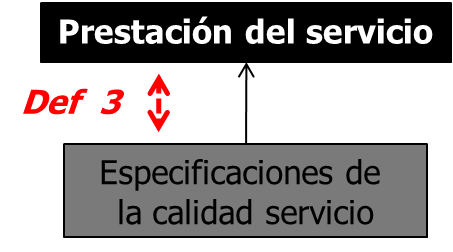 Prestación del servicio
Def 3
Especificaciones de
la calidad servicio